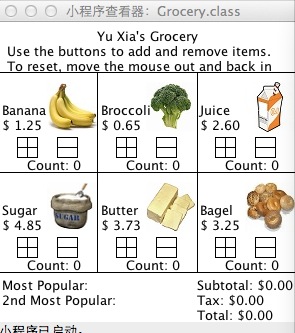 小程序查看器：Grocery.class
Yu Xia's Grocery
Use the buttons to add and remove items.
To reset, move the mouse out and back in
Banana
$ 1.25
Count: 0
Broccoli
$ 0.65
Count: 0
Juice
$ 2.60
Count: 0
Sugar
$ 4.85
SUGAR
Count: 0
Butter
$ 3.73
Count: 0
Bagel
$ 3.25
Count: 0
Most Popular:
2nd Most Popular:
Subtotal: $0.00
Tax: $0.00
Total: $0.00
小程序已启动。